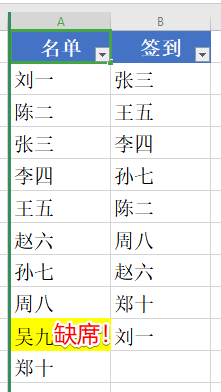 A B
名单 签到
刘一 张三
陈二 王五
张三 李四
李四 孙七
王五 陈二
赵六 周八
孙七 赵六
周八 郑十
吴九 缺席! 刘一
郑十